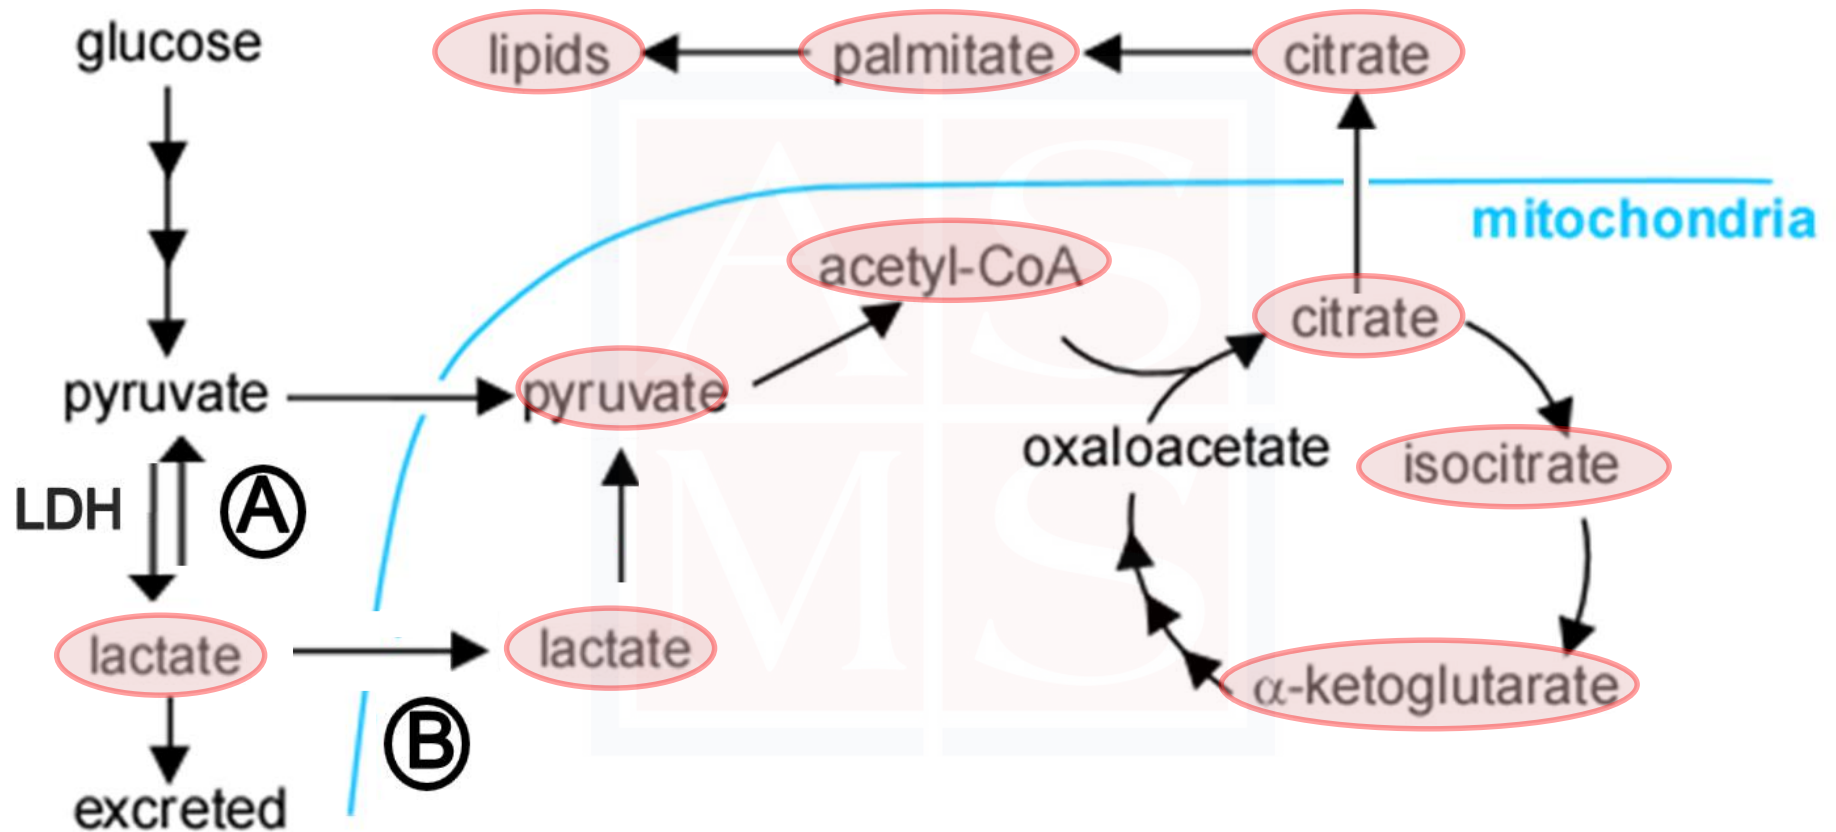 glucose
lipids
palmitate
citrate
mitochondria
acetyl-CoA
citrate
pyruvate
pyruvate
oxaloacetate
isocitrate
LDH
A
lactate
lactate
α-ketoglutarate
B
excreted
A S
M S